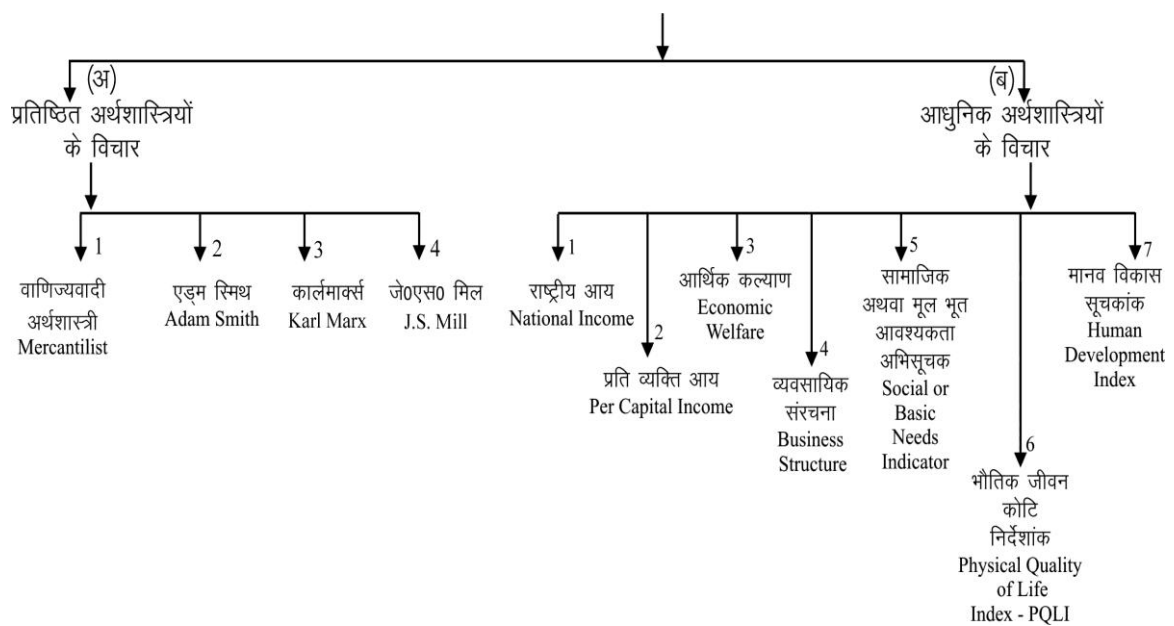 (अ)
प्रतिष्ठित अर्थशास्त्रियों
के विचार
(ब)
आधुनिक अर्थशास्त्रियों
के विचार
1
वाणिज्यवादी
अर्थशास्त्री
Mercantilist
2
एड्म स्मिथ
Adam Smith
3
कार्लमार्क्स
Karl Marx
4
जे0एस0 मिल
J.S. Mill
1
राष्ट्रीय आय
National Income
2
प्रति व्यक्ति आय
Per Capital Income
3
आर्थिक कल्याण
Economic
Welfare
4
व्यवसायिक
संरचना
Business
Structure
5
सामाजिक
अथवा मूल भूत
आवश्यकता
अभिसूचक
Social or
Basic
Needs
Indicator
6
भौतिक जीवन
कोटि
निर्देशांक
Physical Quality
of Life
Index - PQLI
7
मानव विकास
सूचकांक
Human
Development
Index